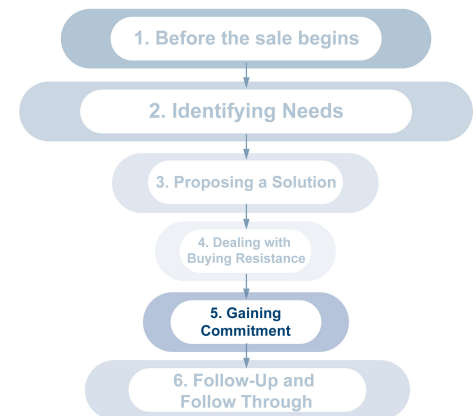 1. Before the sale begins
2. Identifying Needs
3. Proposing a Solution
4. Dealing with
Buying Resistance
5. Gaining
Commitment
6. Follow-Up and
Follow Through